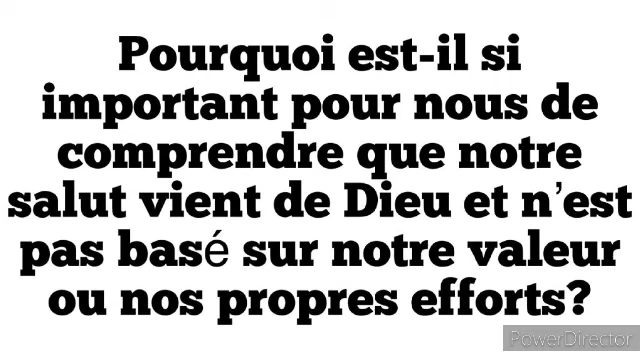 Pourquoi est-il si
important pour nous de
comprendre que notre
salut vient de Dieu et n’est
pas basé sur notre valeur
ou nos propres efforts?
PowerDirector